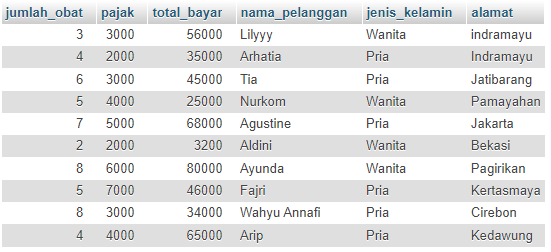 jumlah_obat pajak total_bayar nama_pelanggan jenis_kelamin alamat
3 3000 56000 Lilyyy Wanita indramayu
4 2000 35000 Arhatia Pria Indramayu
6 3000 45000 Tia Pria Jatibarang
5 4000 25000 Nurkom Wanita Pamayahan
7 5000 68000 Agustine Pria Jakarta
2 2000 3200 Aldini Wanita Bekasi
8 6000 80000 Ayunda Wanita Pagirikan
5 7000 46000 Fajri Pria Kertasmaya
8 3000 34000 Wahyu Annafi Pria Cirebon
4 4000 65000 Arip Pria Kedawung